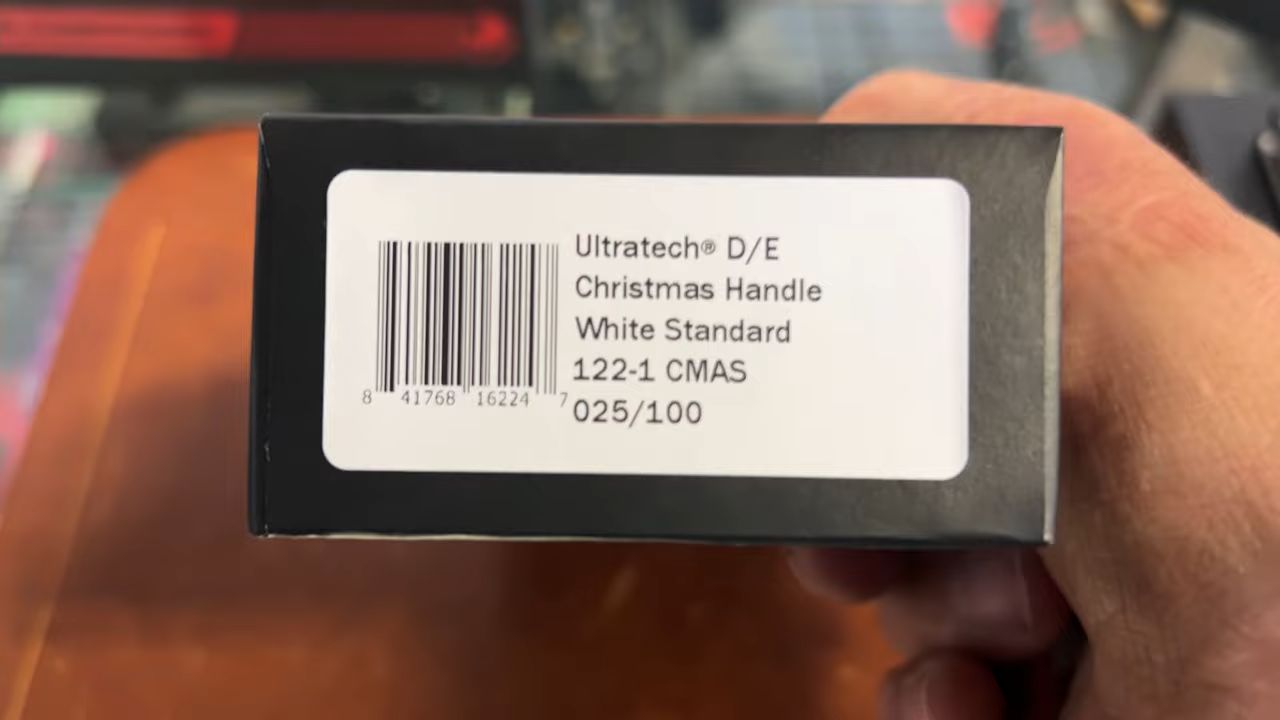 Ultratech® D/E
Christmas Handle
White Standard
122-1 CMAS
025/100
8 41768 16224 7